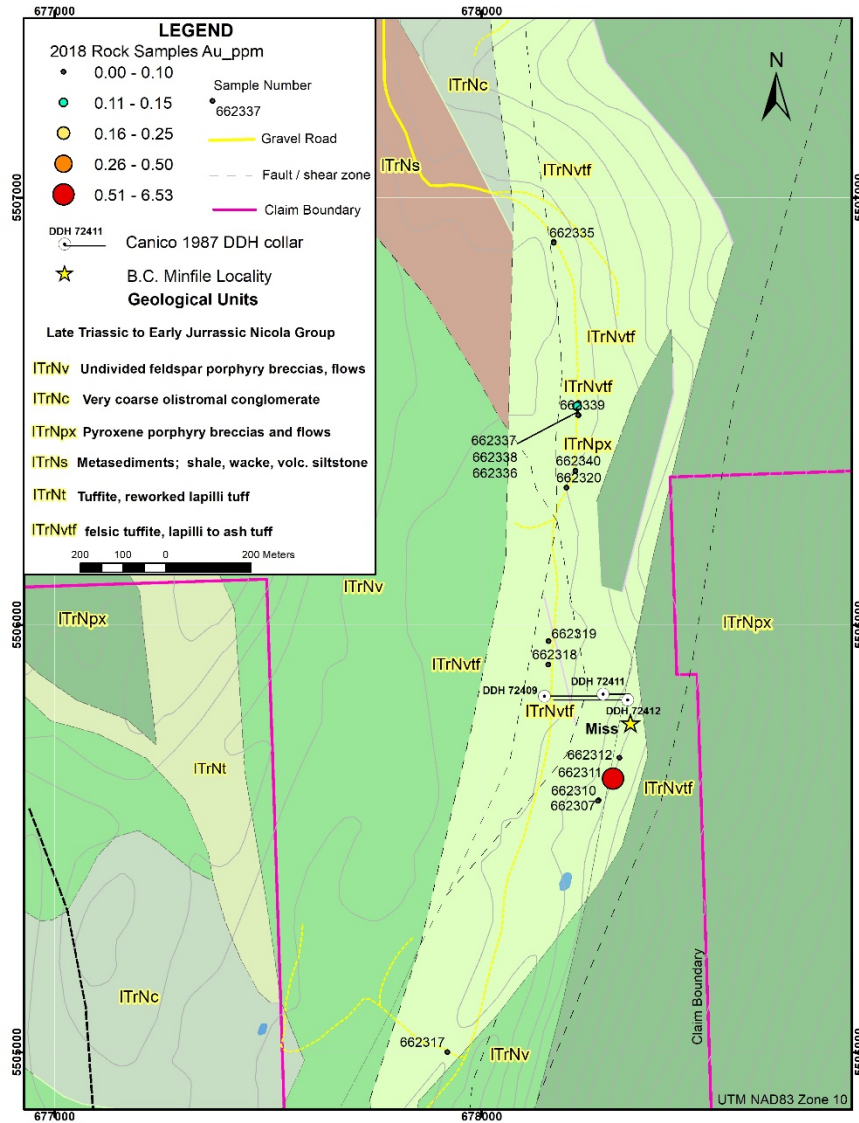 677000
678000
LEGEND
2018 Rock Samples Au_ppm
0.00 - 0.10
0.11 - 0.15
0.16 - 0.25
0.26 - 0.50
0.51 - 6.53
Sample Number
662337
Gravel Road
Fault / shear zone
Claim Boundary
DDH 72411
Canico 1987 DDH collar
B.C. Minfile Locality
Geological Units
Late Triassic to Early Jurrassic Nicola Group
lTrNv Undivided feldspar porphyry breccias, flows
lTrNc Very coarse olistromal conglomerate
lTrNpx Pyroxene porphyry breccias and flows
lTrNs Metasediments; shale, wacke, volc. siltstone
lTrNt Tuffite, reworked lapilli tuff
lTrNvtf felsic tuffite, lapilli to ash tuff
200 100 0 200 Meters
N
lTrNc
lTrNs
lTrNvtf
5507000
662335
lTrNvtf
lTrNvtf
662339
662337
662338
662336
lTrNpx
662340
662320
lTrNv
lTrNpx
lTrNpx
5506000
5506000
662319
lTrNvtf
662318
DDH 72409
DDH 72411
DDH 72412
lTrNvtf
Miss
662312
662311
lTrNvtf
662310
662307
lTrNt
lTrNc
Claim Boundary
662317
lTrNv
5505000
UTM NAD83 Zone 10
677000
678000